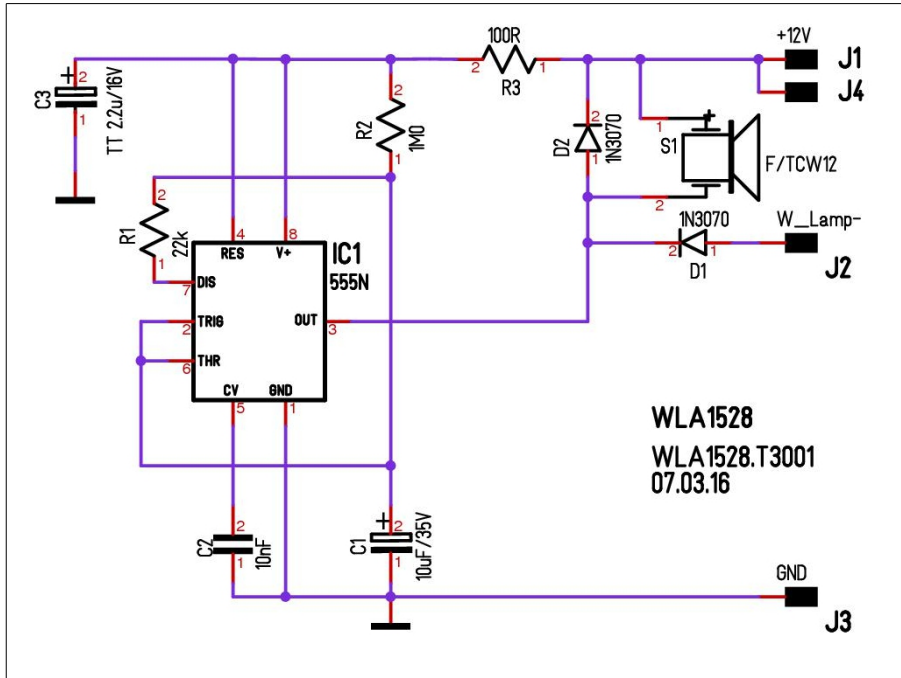 100R
2
1
R3
+12V
J1
J4
2
1
C3
TT 2.2u/16V
2
1
R2
1M0
2
1
D2
1N3070
1
2
S1
F/TCW12
2
1
R1
22k
4
8
RES
V+
IC1
555N
7
DIS
2
TRIG
6
THR
OUT
3
CV
GND
5
1
1N3070
2
1
D1
W_Lamp-
J2
WLA1528
WLA1528.T3001
07.03.16
2
1
C2
10nF
2
1
C1
10uF/35V
GND
J3